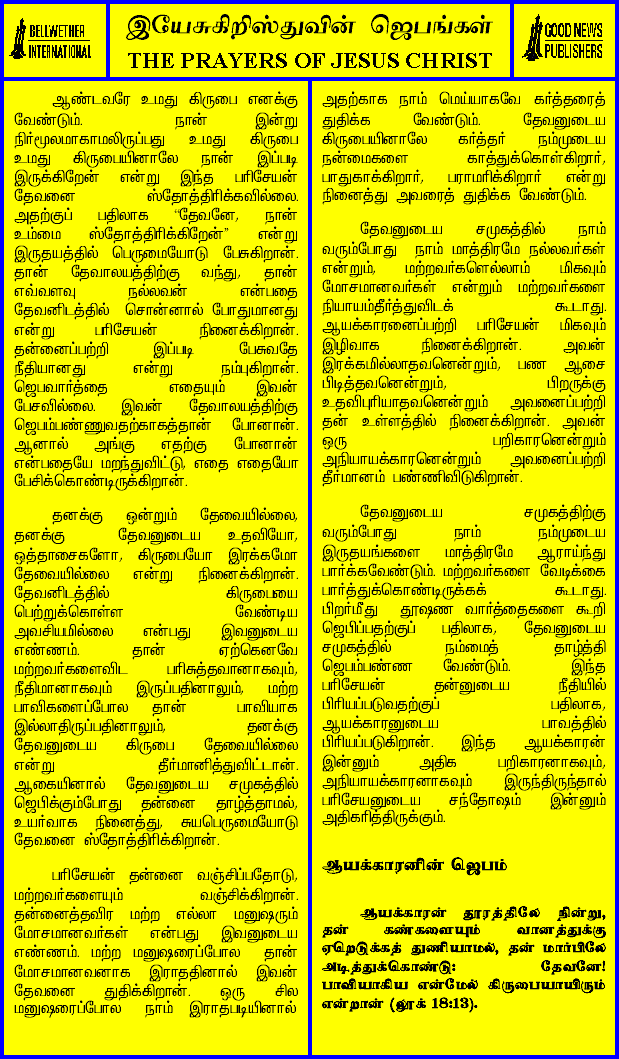 BELLWETHER
INTERNATIONAL
இயேசுகிறிஸ்துவின் ஜெபங்கள்
THE PRAYERS OF JESUS CHRIST
GOOD NEWS
PUBLISHERS
ஆண்டவரே உமது கிருபை எனக்கு
வேண்டும். நான் இன்று
நிர்மூலமாகாமலிருப்பது உமது கிருபை
உமது கிருபையினாலே நான் இப்படி
இருக்கிறேன் என்று இந்த பரிசேயன்
தேவனை ஸ்தோத்திரிக்கவில்லை.
அதற்குப் பதிலாக “தேவனே, நான்
உம்மை ஸ்தோத்திரிக்கிறேன்” என்று
இருதயத்தில் பெருமையோடு பேசுகிறான்.
தான் தேவாலயத்திற்கு வந்து, தான்
எவ்வளவு நல்லவன் என்பதை
தேவனிடத்தில் சொன்னால் போதுமானது
என்று பரிசேயன் நினைக்கிறான்.
தன்னைப்பற்றி இப்படி பேசுவதே
நீதியானது என்று நம்புகிறான்.
ஜெபவார்த்தை எதையும் இவன்
பேசவில்லை. இவன் தேவாலயத்திற்கு
ஜெபம்பண்ணுவதற்காகத்தான் போனான்.
ஆனால் அங்கு எதற்கு போனான்
என்பதையே மறந்துவிட்டு, எதை எதையோ
பேசிக்கொண்டிருக்கிறான்.
தனக்கு ஒன்றும் தேவையில்லை,
தனக்கு தேவனுடைய உதவியோ,
ஒத்தாசைகளோ, கிருபையோ இரக்கமோ
தேவையில்லை என்று நினைக்கிறான்.
தேவனிடத்தில் கிருபையை
பெற்றுக்கொள்ள வேண்டிய
அவசியமில்லை என்பது இவனுடைய
எண்ணம். தான் ஏற்கெனவே
மற்றவர்களைவிட பரிசுத்தவானாகவும்,
நீதிமானாகவும் இருப்பதினாலும், மற்ற
பாவிகளைப்போல தான் பாவியாக
இல்லாதிருப்பதினாலும், தனக்கு
தேவனுடைய கிருபை தேவையில்லை
என்று தீர்மானித்துவிட்டான்.
ஆகையினால் தேவனுடைய சமுகத்தில்
ஜெபிக்கும்போது தன்னை தாழ்த்தாமல்,
உயர்வாக நினைத்து, சுயபெருமையோடு
தேவனை ஸ்தோத்திரிக்கிறான்.
பரிசேயன் தன்னை வஞ்சிப்பதோடு,
மற்றவர்களையும் வஞ்சிக்கிறான்.
தன்னைத்தவிர மற்ற எல்லா மனுஷரும்
மோசமானவர்கள் என்பது இவனுடைய
எண்ணம். மற்ற மனுஷரைப்போல தான்
மோசமானவனாக இராததினால் இவன்
தேவனை துதிக்கிறான். ஒரு சில
மனுஷரைப்போல நாம் இராதபடியினால்
அதற்காக நாம் மெய்யாகவே கர்த்தரைத்
துதிக்க வேண்டும். தேவனுடைய
கிருபையினாலே கர்த்தர் நம்முடைய
நன்மைகளை காத்துக்கொள்கிறார்,
பாதுகாக்கிறார், பராமரிக்கிறார் என்று
நினைத்து அவரைத் துதிக்க வேண்டும்.
தேவனுடைய சமுகத்தில் நாம்
வரும்போது நாம் மாத்திரமே நல்லவர்கள்
என்றும், மற்றவர்களெல்லாம் மிகவும்
மோசமானவர்கள் என்றும் மற்றவர்களை
நியாயம்தீர்த்துவிடக் கூடாது.
ஆயக்காரனைப்பற்றி பரிசேயன் மிகவும்
இழிவாக நினைக்கிறான். அவன்
இரக்கமில்லாதவனென்றும், பண ஆசை
பிடித்தவனென்றும், பிறருக்கு
உதவிபுரியாதவனென்றும் அவனைப்பற்றி
தன் உள்ளத்தில் நினைக்கிறான். அவன்
ஒரு பறிகாரனென்றும்
அநியாயக்காரனென்றும் அவனைப்பற்றி
தீர்மானம் பண்ணிவிடுகிறான்.
தேவனுடைய சமுகத்திற்கு
வரும்போது நாம் நம்முடைய
இருதயங்களை மாத்திரமே ஆராய்ந்து
பார்க்கவேண்டும். மற்றவர்களை வேடிக்கை
பார்த்துக்கொண்டிருக்கக் கூடாது.
பிறர்மீது தூஷண வார்த்தைகளை கூறி
ஜெபிப்பதற்குப் பதிலாக, தேவனுடைய
சமுகத்தில் நம்மைத் தாழ்த்தி
ஜெபம்பண்ண வேண்டும். இந்த
பரிசேயன் தன்னுடைய நீதியில்
பிரியப்படுவதற்குப் பதிலாக,
ஆயக்காரனுடைய பாவத்தில்
பிரியப்படுகிறான். இந்த ஆயக்காரன்
இன்னும் அதிக பறிகாரனாகவும்,
அநியாயக்காரனாகவும் இருந்திருந்தால்
பரிசேயனுடைய சந்தோஷம் இன்னும்
அதிகரித்திருக்கும்.
ஆயக்காரனின் ஜெபம்
ஆயக்காரன் தூரத்திலே நின்று,
தன் கண்களையும் வானத்துக்கு
ஏறெடுக்கத் துணியாமல், தன் மார்பிலே
அடித்துக்கொண்டு: தேவனே!
பாவியாகிய என்மேல் கிருபையாயிரும்
என்றான் (லூக் 18:13).